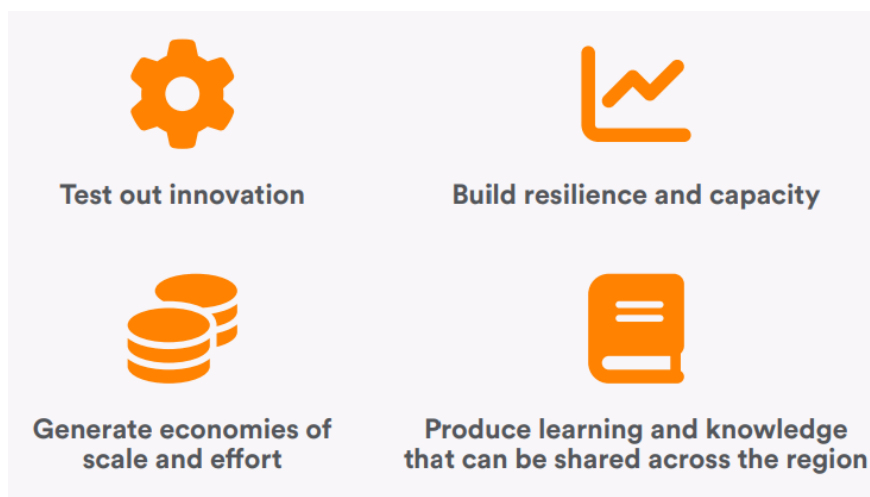 Test out innovation
Build resilience and capacity
Generate economies of
scale and effort
Produce learning and knowledge
that can be shared across the region